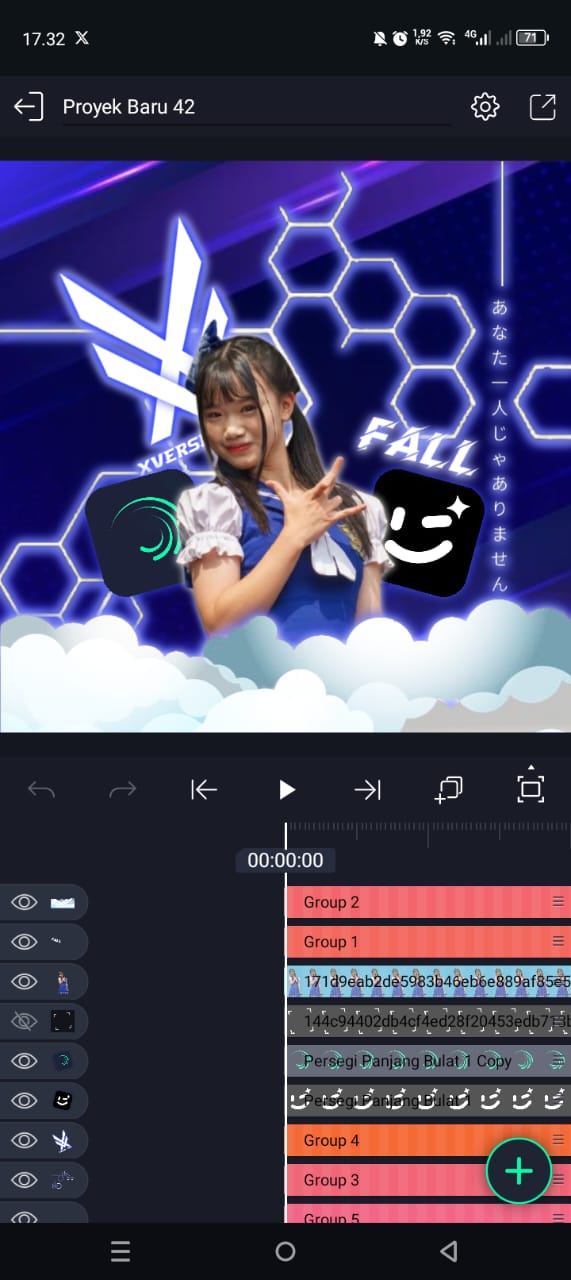 17.32
1,92
K/S
4G
71
Proyek Baru 42
あなた一人じゃありません
FALL
00:00:00
Group 2
Group 1
171d9eab2de5983b46eb6e889af85e5
144c94402db4cf4ed28f20453edb713b
Persegi Panjang Bulat 1 Copy
Persegi Panjang Bulat 1
Group 4
Group 3
Group 5